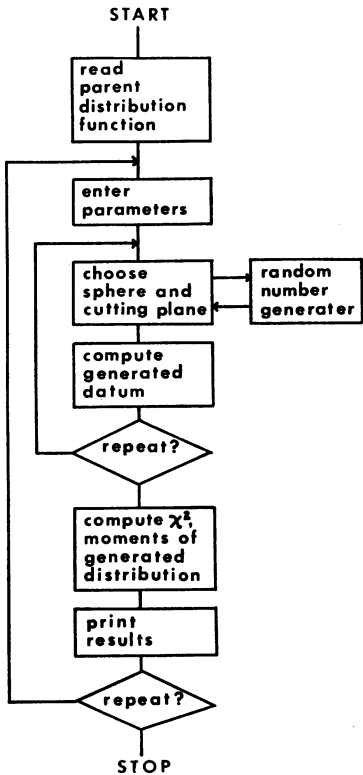 START
read
parent
distribution
function
enter
parameters
choose
sphere and
cutting plane
random
number
generater
compute
generated
datum
repeat?
compute χ²,
moments of
generated
distribution
print
results
repeat?
STOP